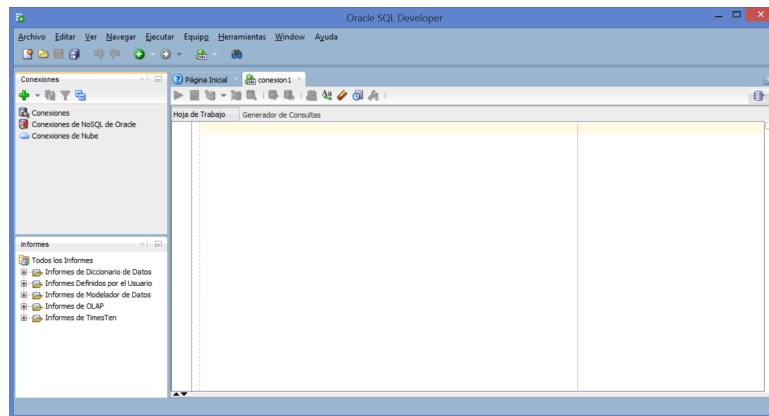 Oracle SQL Developer
Archivo Editar Ver Navegar Ejecutar Equipo Herramientas Window Ayuda
Conexiones
Página Inicial
conexion1
Hoja de Trabajo
Generador de Consultas
Conexiones
Conexiones de NoSQL de Oracle
Conexiones de Nube
Informes
Todos los Informes
Informes de Diccionario de Datos
Informes Definidos por el Usuario
Informes de Modelador de Datos
Informes de OLAP
Informes de TimesTen